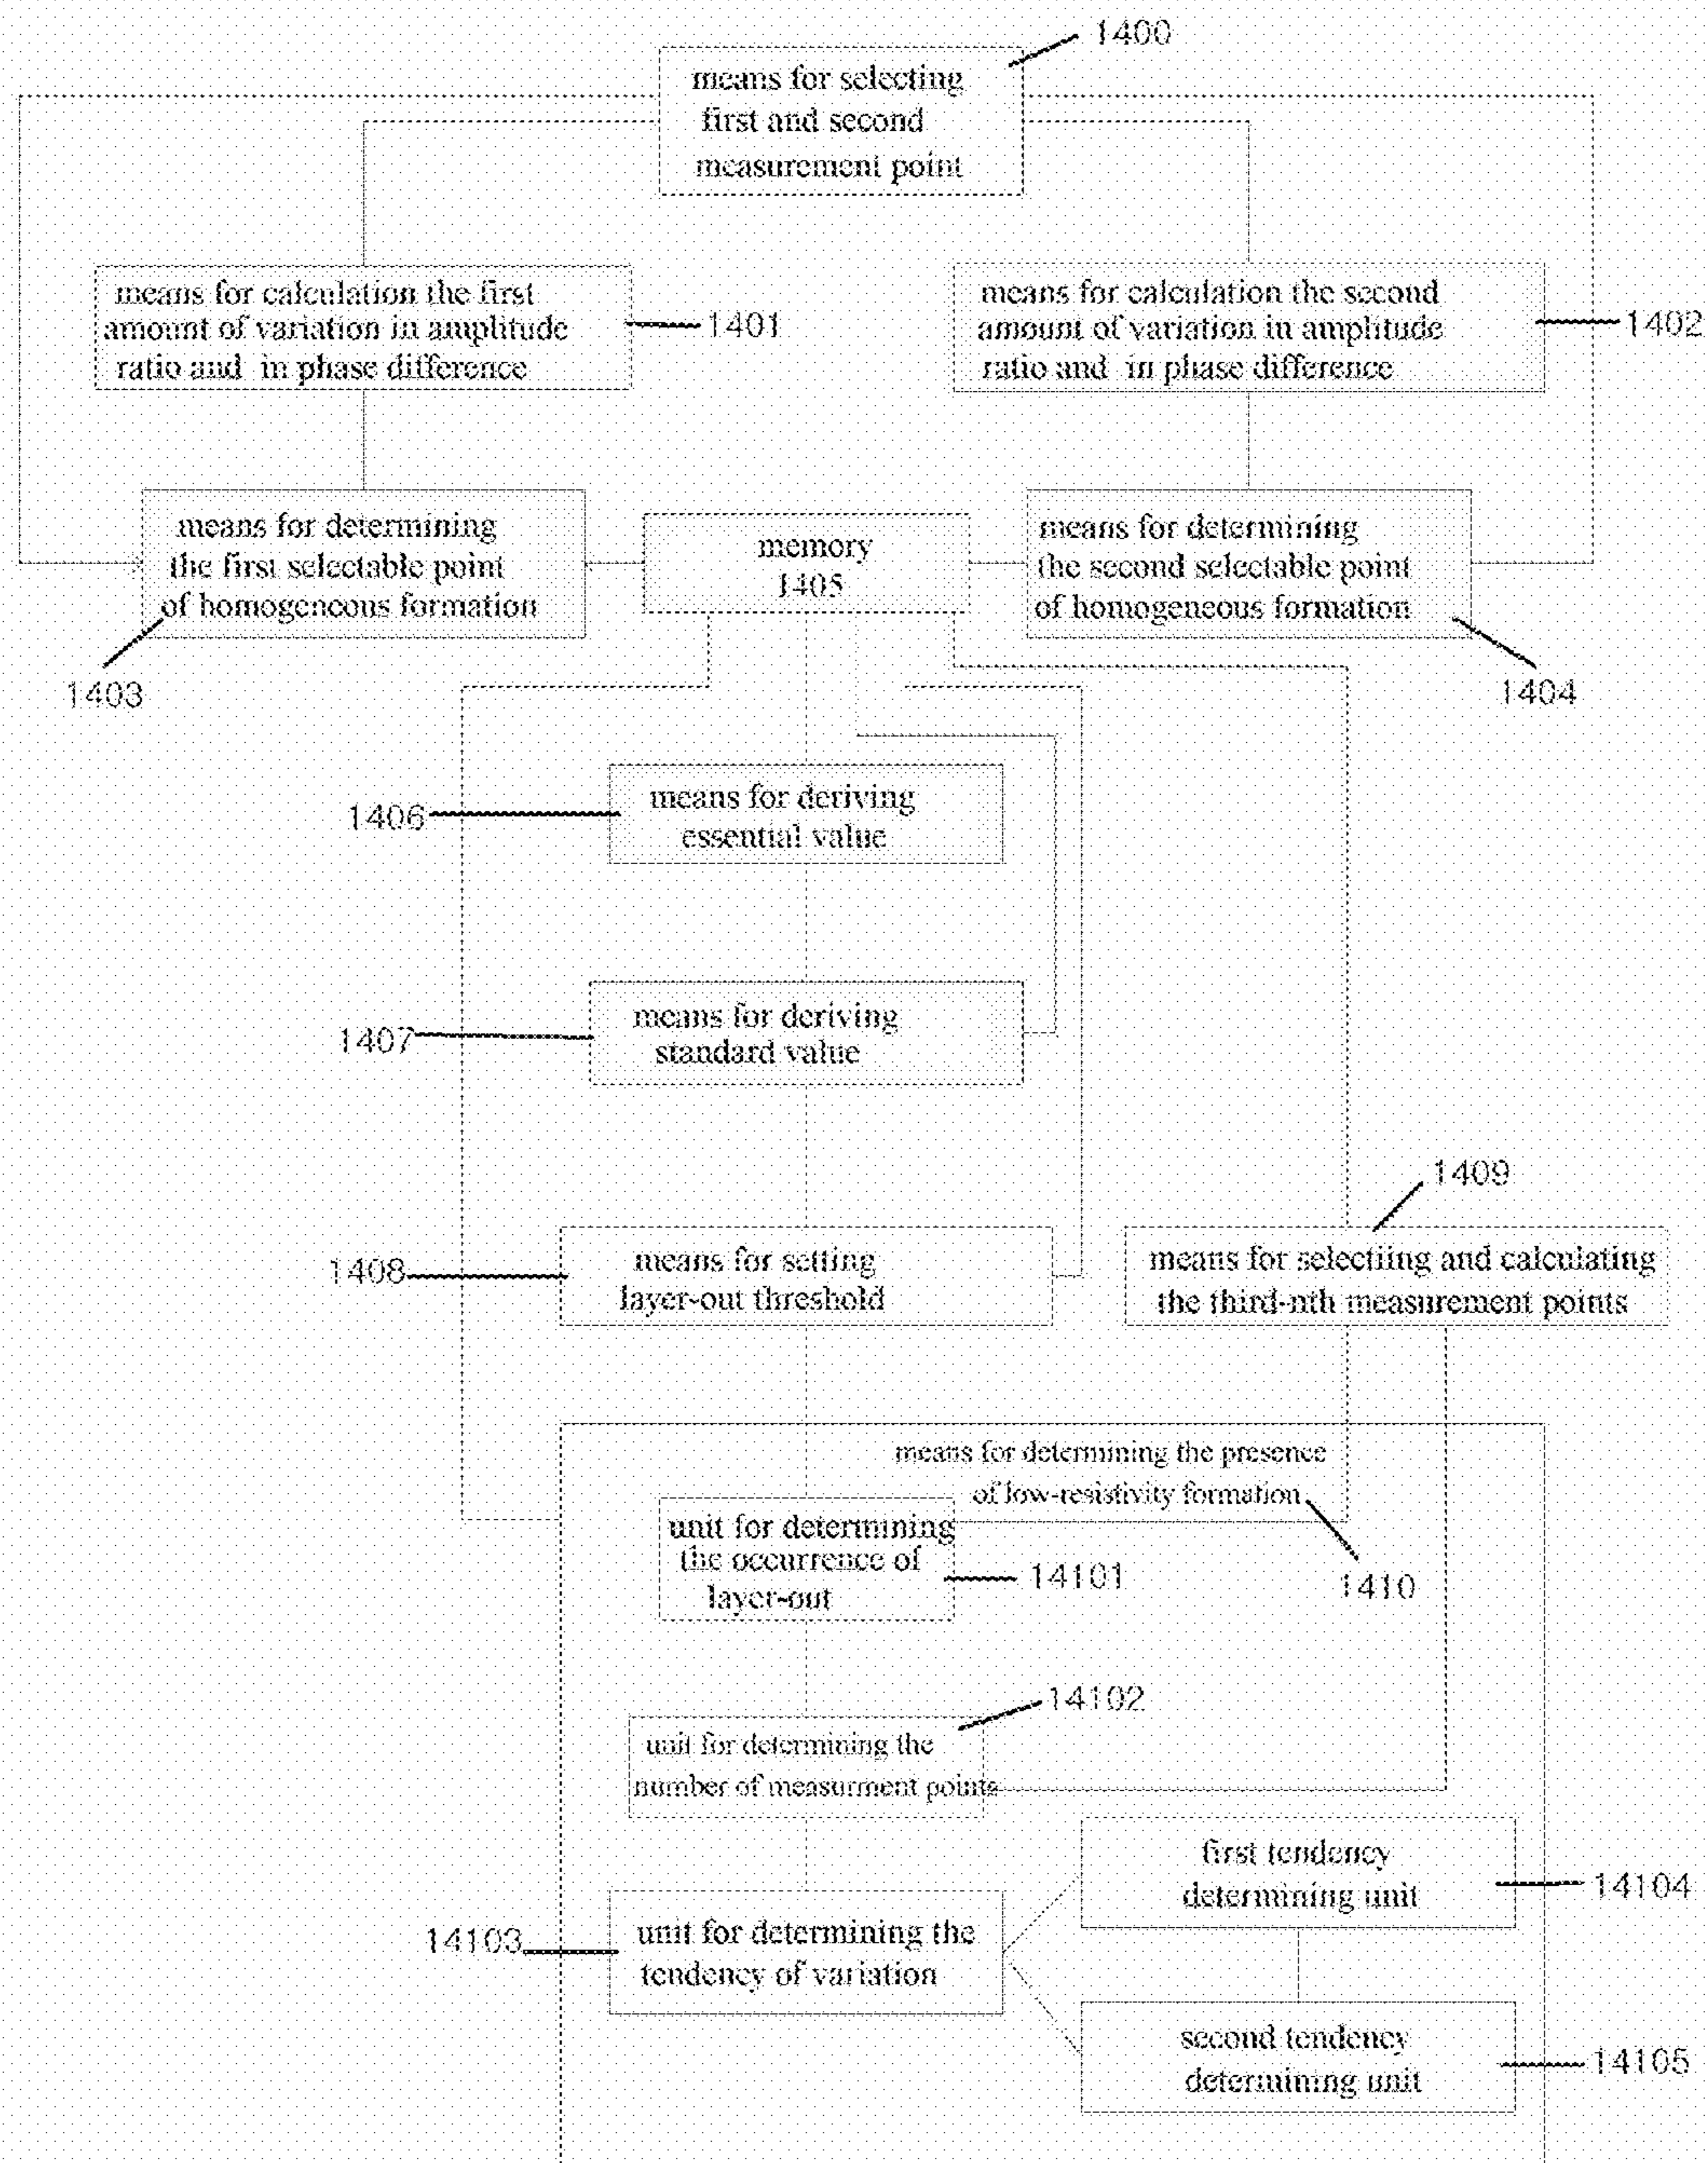 1400
means for selecting
first and second
measurement point
means for calculation the first
amount of variation in amplitude
ratio and in phase difference
1401
means for calculation the second
amount of variation in amplitude
ratio and in phase difference
1402
means for determining
the first selectable point
of homogeneous formation
1403
memory
1405
means for determining
the second selectable point
of homogeneous formation
1404
1406
means for deriving
essential value
1407
means for deriving
standard value
1408
means for setting
layer-out threshold
1409
means for selectiing and calculating
the third-nth measurement points
means for determining the presence
of low-resistivity formation
1410
unit for determining
the occurrence of
layer-out
14101
14102
unit for determining the
number of measurment points
14103
unit for determining the
tendency of variation
first tendency
determining unit
14104
second tendency
determining unit
14105